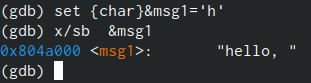 (gdb) set {char}&msg1='h'
(gdb) x/sb  &msg1
0x804a000 <msg1>:       "hello, "
(gdb)